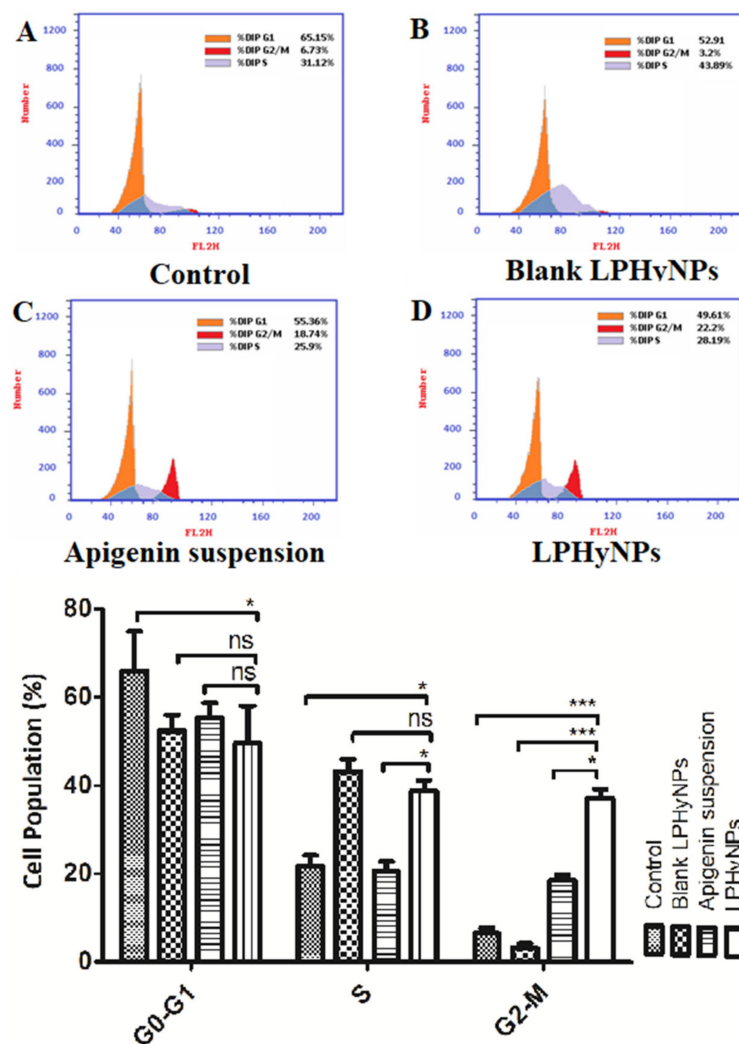 A
%DIP G1 65.15%
%DIP G2/M 6.73%
%DIP S 31.12%
1200
800
600
400
200
0
Number
0 40 60 80 120 160 200
FL2H
Control
B
%DIP G1 52.91
%DIP G2/M 3.2%
%DIP S 43.89%
1200
800
600
400
200
0
Number
0 40 60 80 120 160 200
FL2H
Blank LPHyNPs
C
%DIP G1 55.36%
%DIP G2/M 18.74%
%DIP S 25.9%
1200
800
600
400
200
0
Number
0 40 60 80 120 160 200
FL2H
Apigenin suspension
D
%DIP G1 49.61%
%DIP G2/M 22.2%
%DIP S 28.19%
1200
800
600
400
200
0
Number
0 40 60 80 120 160 200
FL2H
LPHyNPs
80
60
40
20
0
Cell Population (%)
*
ns
ns
*
ns
*
***
***
*
G0-G1
S
G2-M
Control
Blank LPHyNPs
Apigenin suspension
LPHyNPs